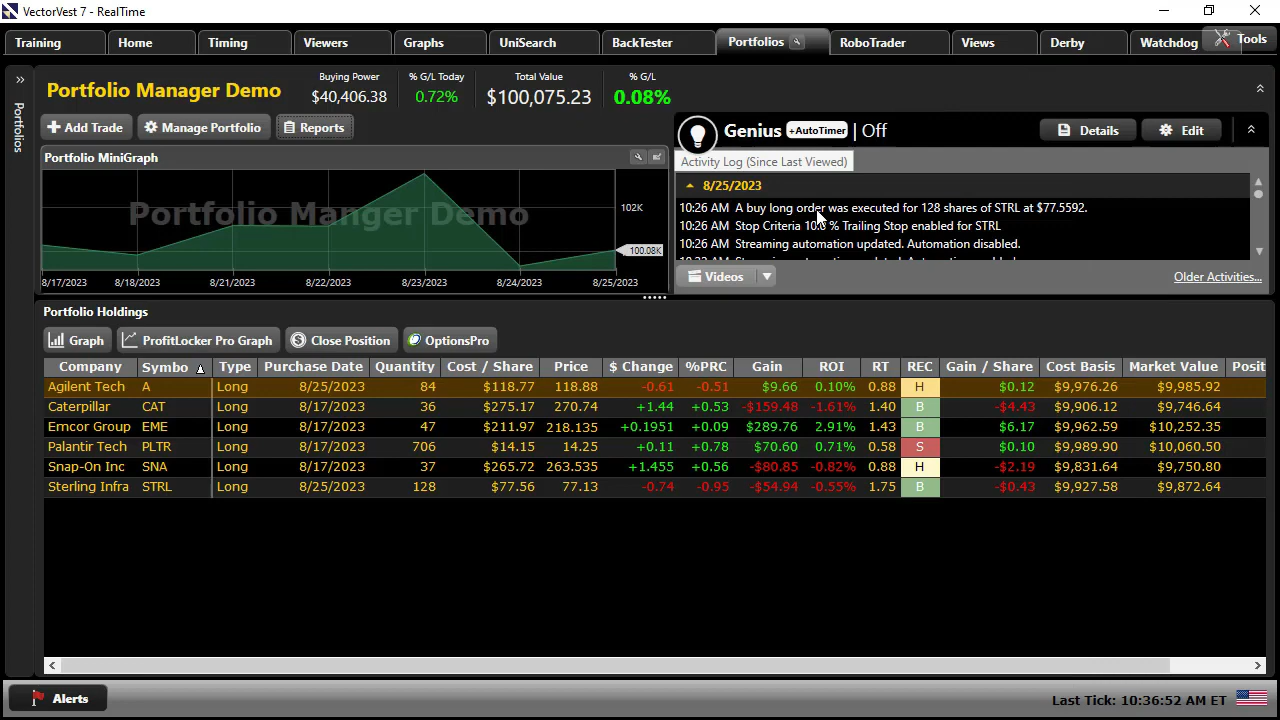 VectorVest 7 - RealTime
Training Home Timing Viewers Graphs UniSearch BackTester Portfolios RoboTrader Views Derby Watchdog Tools
Portfolios
Portfolio Manager Demo
Buying Power % G/L Today Total Value % G/L
$40,406.38 0.72% $100,075.23 0.08%
Add Trade Manage Portfolio Reports
Portfolio MiniGraph
Portfolio Manager Demo
102K
100.08K
8/17/2023 8/18/2023 8/21/2023 8/22/2023 8/23/2023 8/24/2023 8/25/2023
Genius +AutoTimer | Off Details Edit
Activity Log (Since Last Viewed)
8/25/2023
10:26 AM A buy long order was executed for 128 shares of STRL at $77.5592.
10:26 AM Stop Criteria 10.0 % Trailing Stop enabled for STRL
10:26 AM Streaming automation updated. Automation disabled.
Videos Older Activities...
Portfolio Holdings
Graph ProfitLocker Pro Graph Close Position OptionsPro
Company Symbo Type Purchase Date Quantity Cost / Share Price $ Change %PRC Gain ROI RT REC Gain / Share Cost Basis Market Value Posit
Agilent Tech A Long 8/25/2023 84 $118.77 118.88 -0.61 -0.51 $9.66 0.10% 0.88 H $0.12 $9,976.26 $9,985.92
Caterpillar CAT Long 8/17/2023 36 $275.17 270.74 +1.44 +0.53 -$159.48 -1.61% 1.40 B -$4.43 $9,906.12 $9,746.64
Emcor Group EME Long 8/17/2023 47 $211.97 218.135 +0.1951 +0.09 $289.76 2.91% 1.43 B $6.17 $9,962.59 $10,252.35
Palantir Tech PLTR Long 8/17/2023 706 $14.15 14.25 +0.11 +0.78 $70.60 0.71% 0.58 S $0.10 $9,989.90 $10,060.50
Snap-On Inc SNA Long 8/17/2023 37 $265.72 263.535 +1.455 +0.56 -$80.85 -0.82% 0.88 H -$2.19 $9,831.64 $9,750.80
Sterling Infra STRL Long 8/25/2023 128 $77.56 77.13 -0.74 -0.95 -$54.94 -0.55% 1.75 B -$0.43 $9,927.58 $9,872.64
Alerts Last Tick: 10:36:52 AM ET